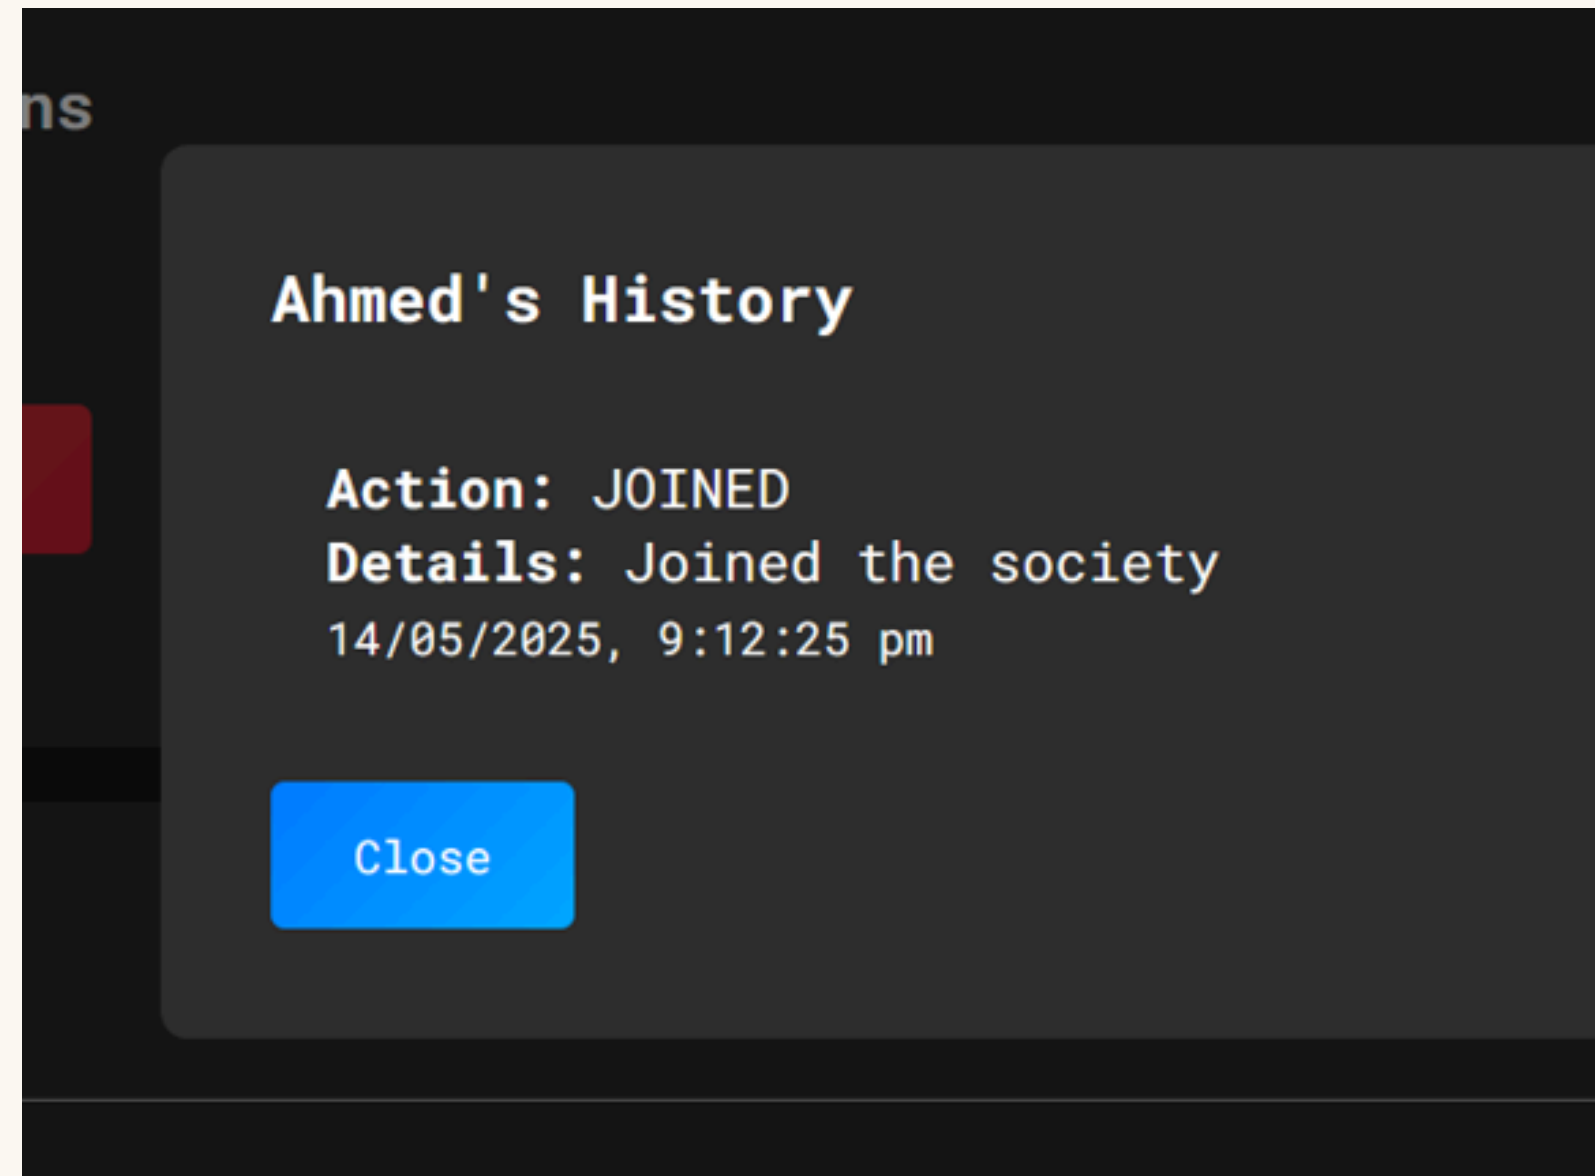 ns
Ahmed's History
Action: JOINED
Details: Joined the society
14/05/2025, 9:12:25 pm
Close